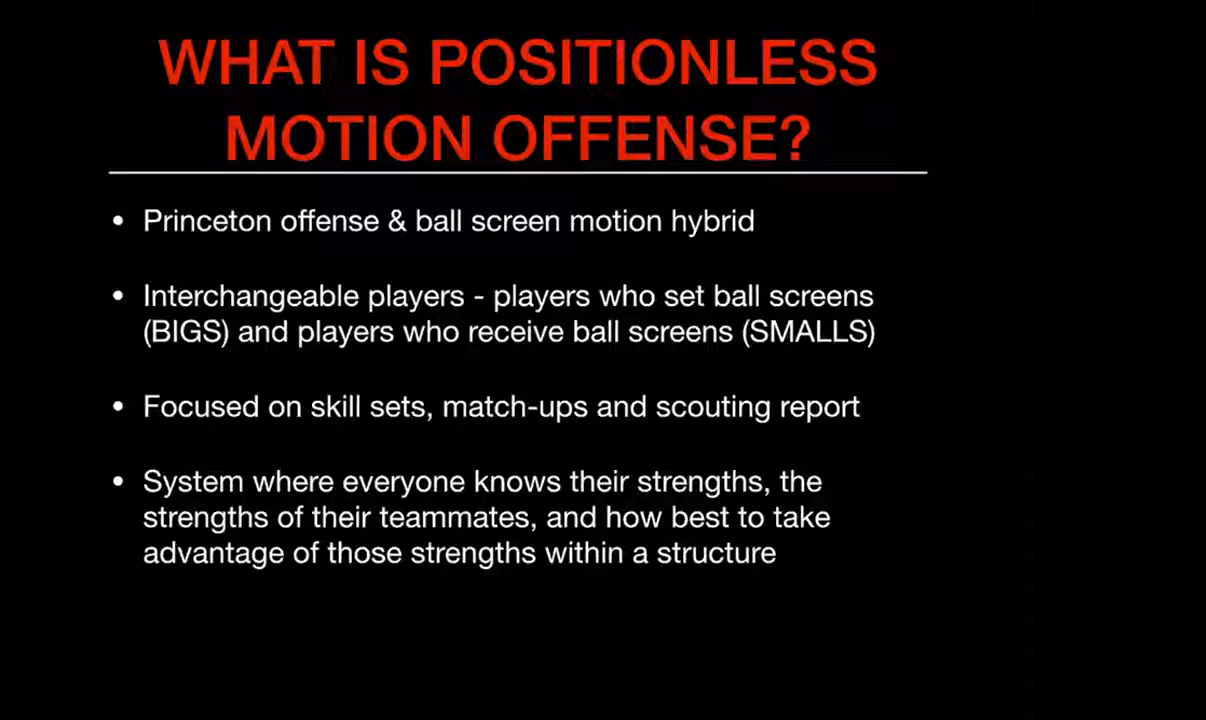 WHAT IS POSITIONLESS
MOTION OFFENSE?
• Princeton offense & ball screen motion hybrid
• Interchangeable players - players who set ball screens
(BIGS) and players who receive ball screens (SMALLS)
• Focused on skill sets, match-ups and scouting report
• System where everyone knows their strengths, the
strengths of their teammates, and how best to take
advantage of those strengths within a structure